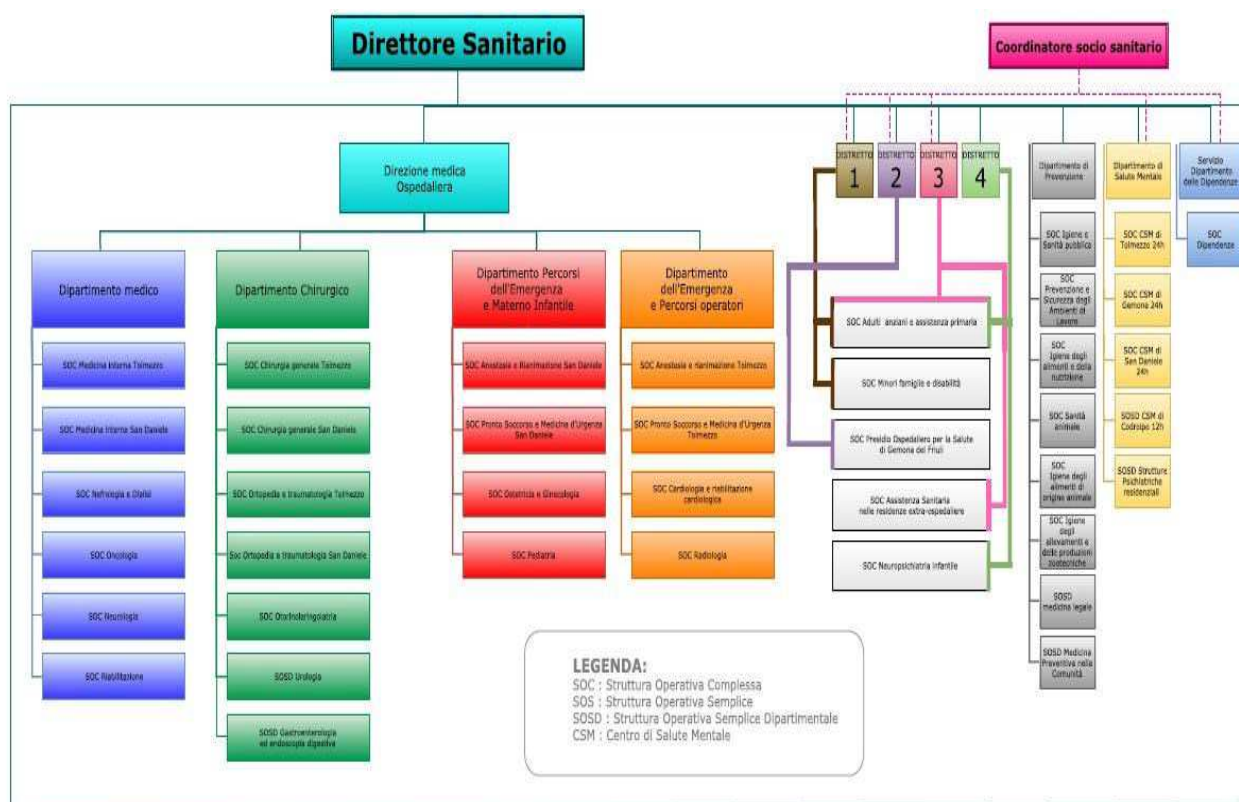 Direttore Sanitario
Coordinatore socio sanitario
Direzione medica
Ospedaliera
DISTRETTO
1
DISTRETTO
2
DISTRETTO
3
DISTRETTO
4
Dipartimento di
Prevenzione
Dipartimento di
Salute Mentale
Servizio
Dipartimento
delle Dipendenze
Dipartimento medico
SOC Medicina Interna Tolmezzo
SOC Medicina Interna San Daniele
SOC Nefrologia e Dialisi
SOC Oncologia
SOC Neurologia
SOC Riabilitazione
Dipartimento Chirurgico
SOC Chirurgia generale Tolmezzo
SOC Chirurgia generale San Daniele
SOC Ortopedia e traumatologia Tolmezzo
Soc Ortopedia e traumatologia San Daniele
SOC Otorinolaringoiatria
SOSD Urologia
SOSD Gastroenterologia
ed endoscopia digestiva
Dipartimento Percorsi
dell'Emergenza
e Materno Infantile
SOC Anestesia e Rianimazione San Daniele
SOC Pronto Soccorso e Medicina d'Urgenza
San Daniele
SOC Ostetricia e Ginecologia
SOC Pediatria
Dipartimento
dell'Emergenza
e Percorsi operatori
SOC Anestesia e rianimazione Tolmezzo
SOC Pronto Soccorso e Medicina d'Urgenza
Tolmezzo
SOC Cardiologia e riabilitazione
cardiologica
SOC Radiologia
SOC Adulti anziani e assistenza primaria
SOC Minori famiglie e disabilità
SOC Presidio Ospedaliero per la Salute
di Gemona del Friuli
SOC Assistenza Sanitaria
nelle residenze extra-ospedaliere
SOC Neuropsichiatria Infantile
SOC Igiene e
Sanità pubblica
SOC
Prevenzione e
Sicurezza degli
Ambienti di
Lavoro
SOC
Igiene degli
alimenti e della
nutrizione
SOC Sanità
animale
SOC
Igiene degli
alimenti di
origine animale
SOC Igiene
degli
allevamenti e
delle produzioni
zootecniche
SOSD
medicina legale
SOSD Medicina
Preventiva nella
Comunità
SOC CSM di
Tolmezzo 24h
SOC CSM di
Gemona 24h
SOC CSM di
San Daniele
24h
SOSD CSM di
Codroipo 12h
SOSD Strutture
Psichiatriche
residenziali
SOC
Dipendenze
LEGENDA:
SOC : Struttura Operativa Complessa
SOS : Struttura Operativa Semplice
SOSD : Struttura Operativa Semplice Dipartimentale
CSM : Centro di Salute Mentale